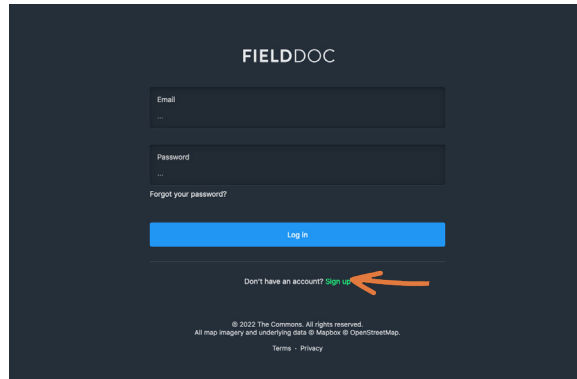 FIELDDOC
Email
...
Password
...
Forgot your password?
Log in
Don't have an account? Sign up
© 2022 The Commons. All rights reserved.
All map imagery and underlying data © Mapbox © OpenStreetMap.
Terms · Privacy